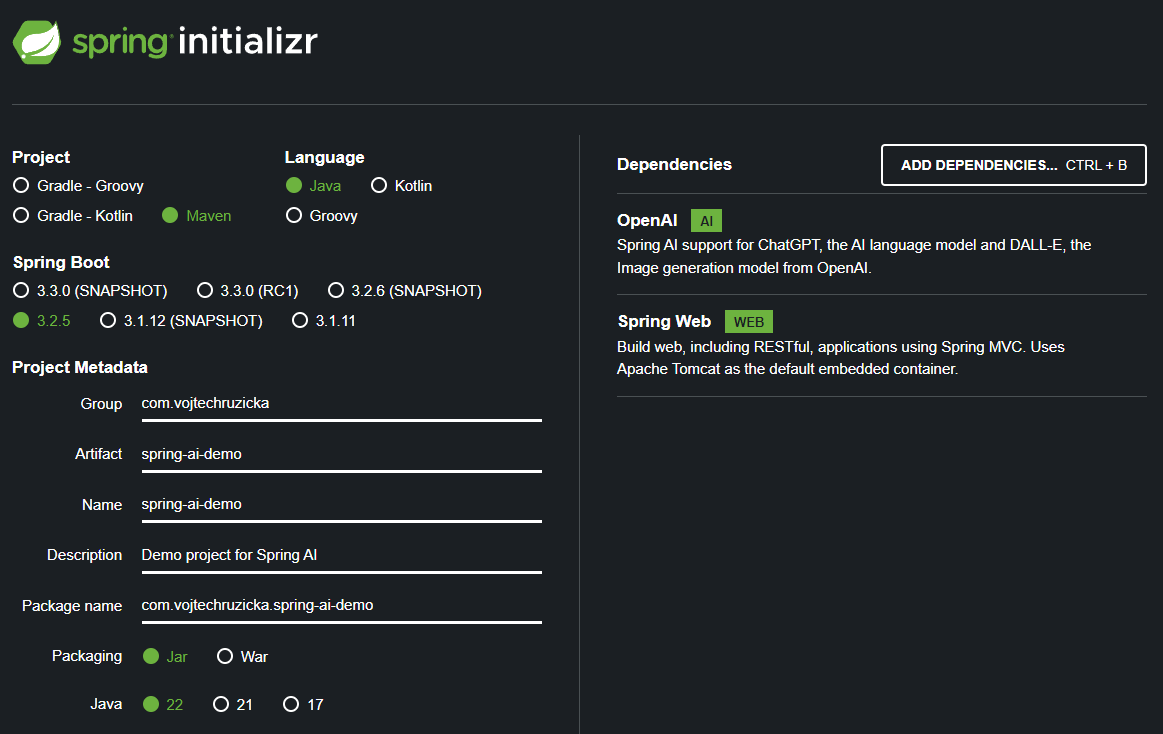 spring initializr
Project
Gradle - Groovy
Gradle - Kotlin Maven
Language
Java Kotlin
Groovy
Spring Boot
3.3.0 (SNAPSHOT) 3.3.0 (RC1) 3.2.6 (SNAPSHOT)
3.2.5 3.1.12 (SNAPSHOT) 3.1.11
Project Metadata
Group com.vojtechruzicka
Artifact spring-ai-demo
Name spring-ai-demo
Description Demo project for Spring AI
Package name com.vojtechruzicka.spring-ai-demo
Packaging Jar War
Java 22 21 17
Dependencies ADD DEPENDENCIES... CTRL + B
OpenAI AI
Spring AI support for ChatGPT, the AI language model and DALL-E, the
Image generation model from OpenAI.
Spring Web WEB
Build web, including RESTful, applications using Spring MVC. Uses
Apache Tomcat as the default embedded container.